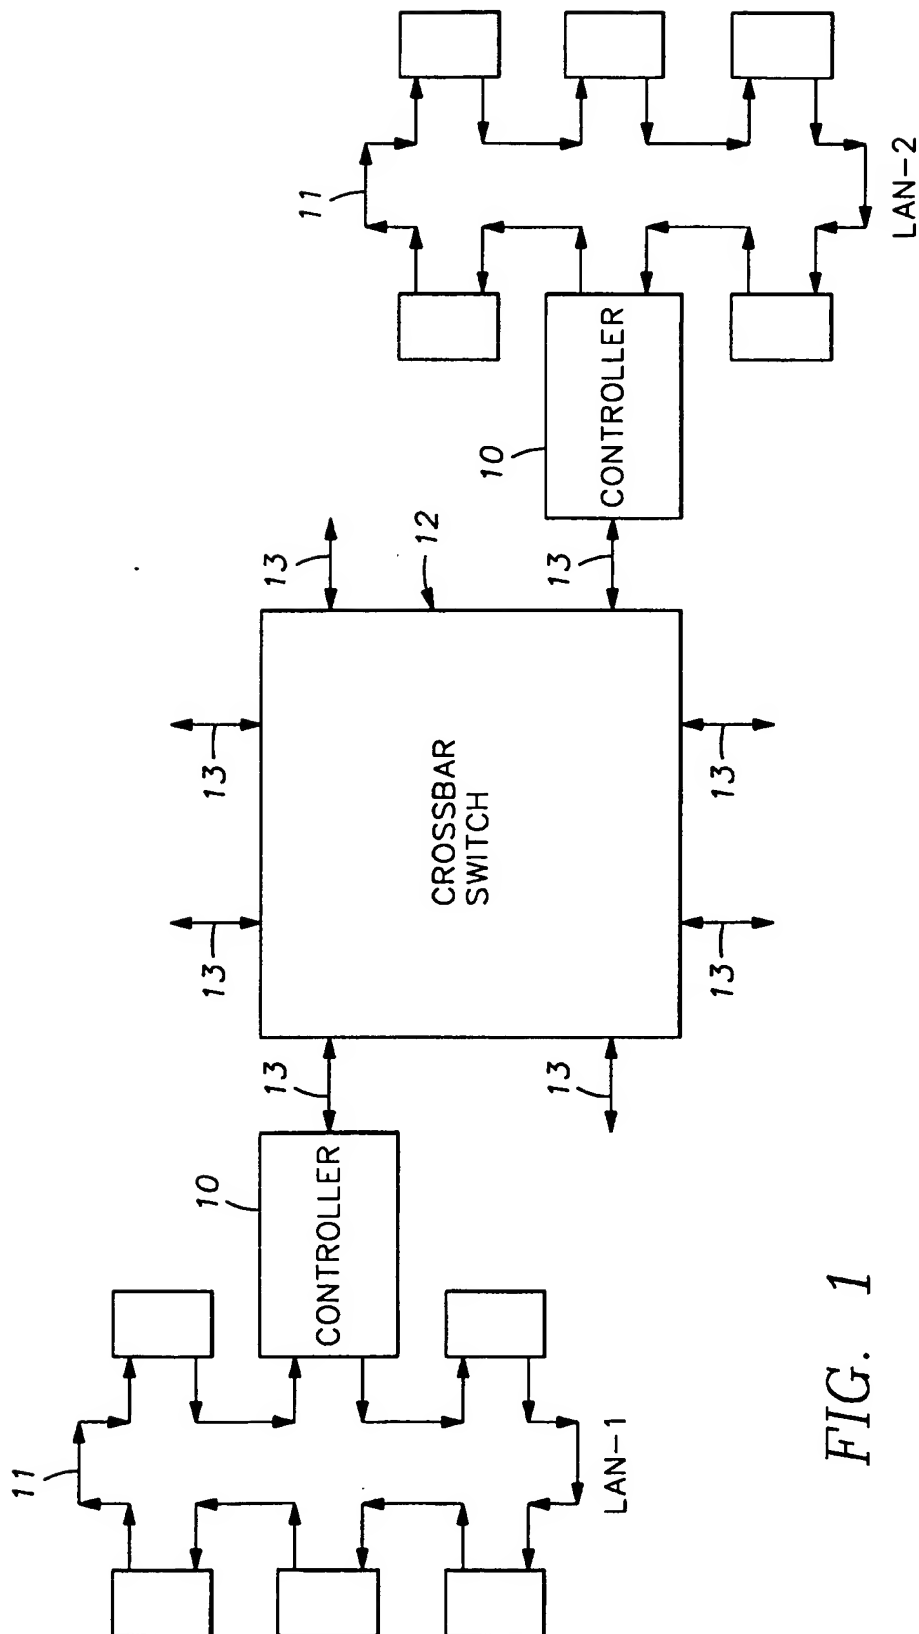 11
10
13
13
13
13
11
CONTROLLER
12
CROSSBAR
SWITCH
10
13
13
CONTROLLER
LAN-1
13
13
FIG. 1
LAN-2